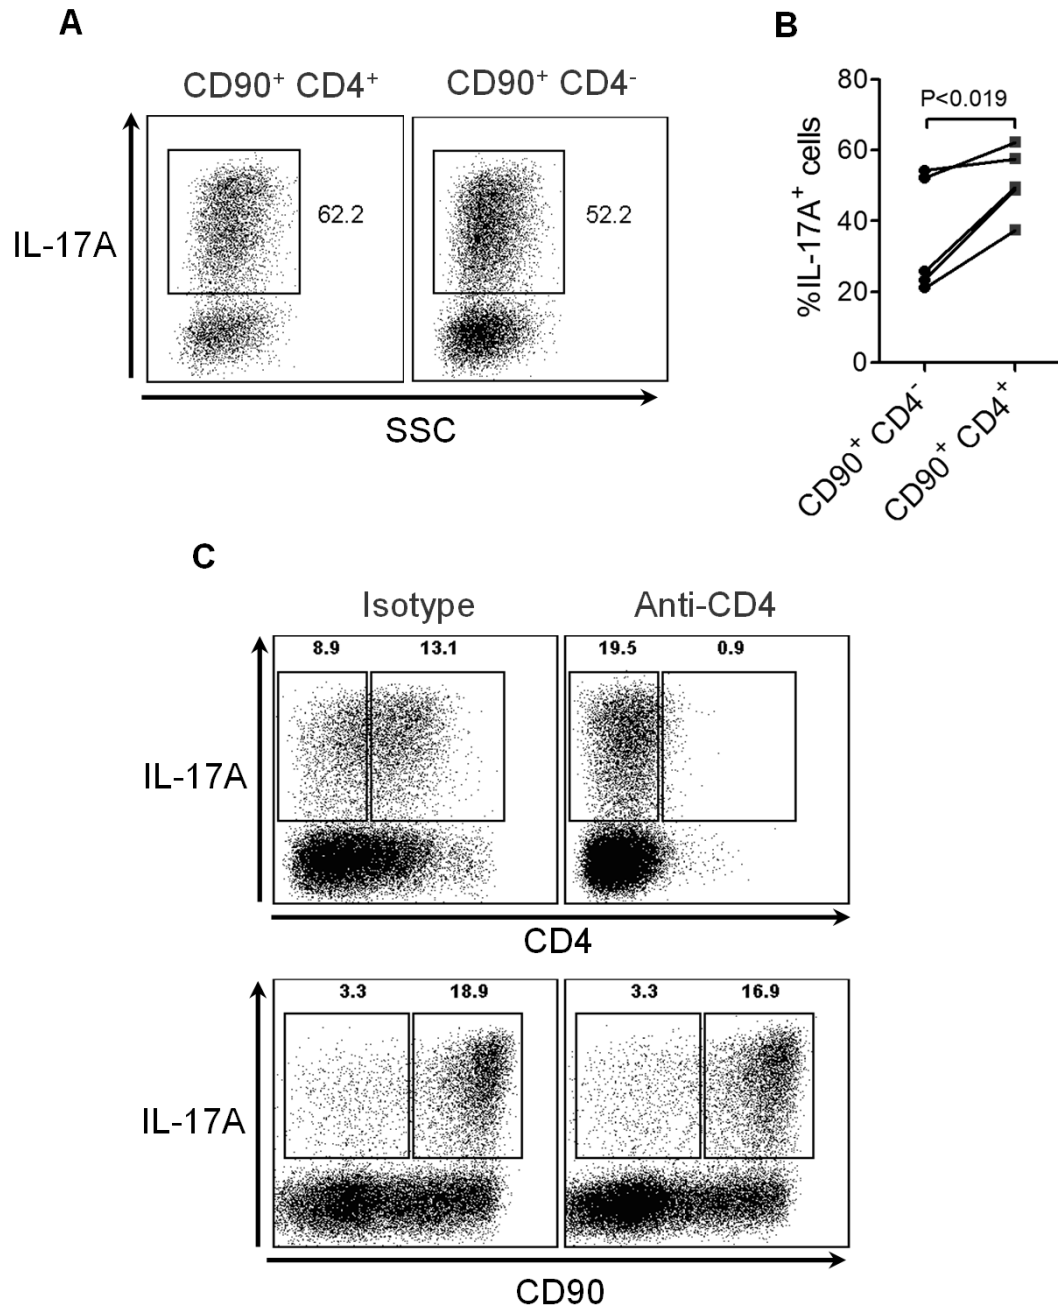 A
CD90⁺ CD4⁺
CD90⁺ CD4⁻
IL-17A
62.2
52.2
SSC
B
80
60
40
20
0
P<0.019
%IL-17A⁺ cells
CD90⁺ CD4⁻
CD90⁺ CD4⁺
C
Isotype
Anti-CD4
8.9
13.1
19.5
0.9
IL-17A
CD4
3.3
18.9
3.3
16.9
IL-17A
CD90